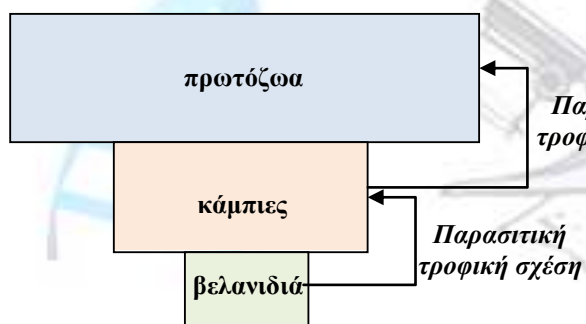 πρωτόζωα
κάμπιες
Παρασιτική
τροφική σχέση
βελανιδιά